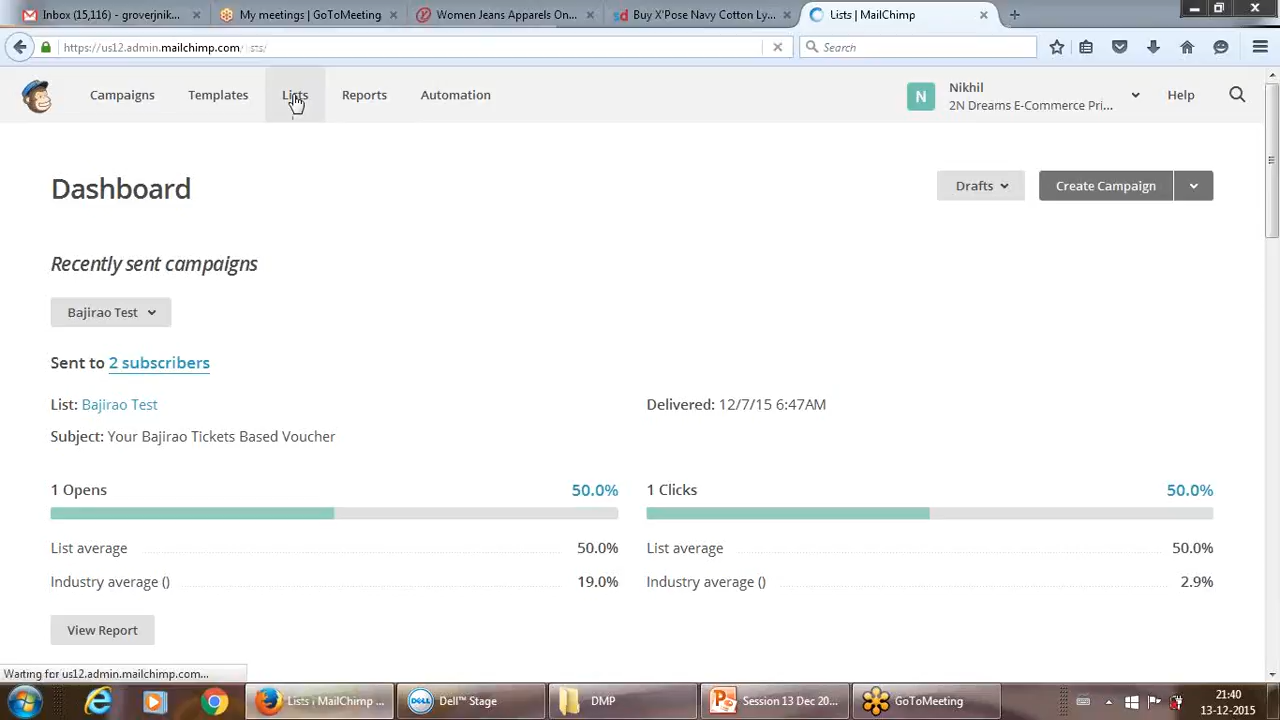 Inbox (15,116) - grovernjnik...
My meetings | GoToMeeting
Women Jeans Apparels On...
Buy X'Pose Navy Cotton Ly...
Lists | MailChimp
https://us12.admin.mailchimp.com/lists/
Search
Campaigns
Templates
Lists
Reports
Automation
N
Nikhil
2N Dreams E-Commerce Pri...
Help
Dashboard
Drafts
Create Campaign
Recently sent campaigns
Bajirao Test
Sent to 2 subscribers
List: Bajirao Test
Delivered: 12/7/15 6:47AM
Subject: Your Bajirao Tickets Based Voucher
1 Opens 50.0%
1 Clicks 50.0%
List average 50.0%
List average 50.0%
Industry average () 19.0%
Industry average () 2.9%
View Report
Waiting for us12.admin.mailchimp.com...
Lists | MailChimp ...
DELL
Dell™ Stage
DMP
Session 13 Dec 20...
GoToMeeting
21:40
13-12-2015